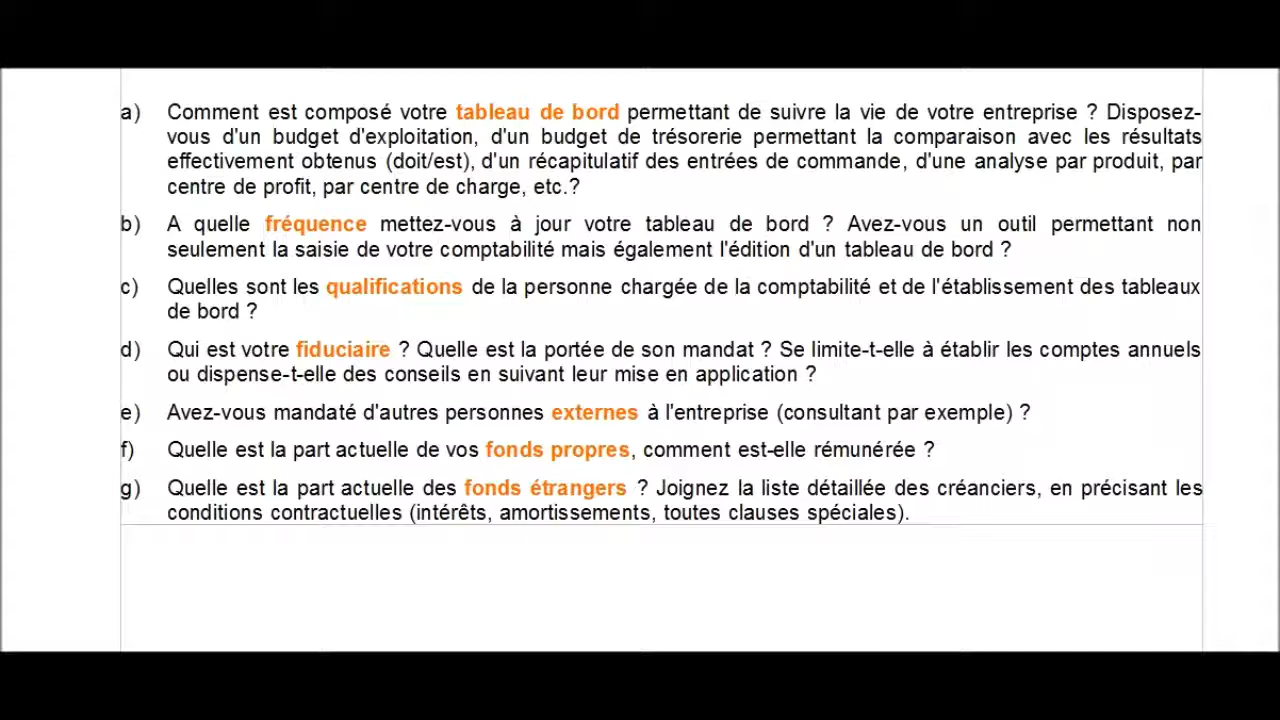 a) Comment est composé votre tableau de bord permettant de suivre la vie de votre entreprise ? Disposez-
vous d'un budget d'exploitation, d'un budget de trésorerie permettant la comparaison avec les résultats
effectivement obtenus (doit/est), d'un récapitulatif des entrées de commande, d'une analyse par produit, par
centre de profit, par centre de charge, etc.?
b) A quelle fréquence mettez-vous à jour votre tableau de bord ? Avez-vous un outil permettant non
seulement la saisie de votre comptabilité mais également l'édition d'un tableau de bord ?
c) Quelles sont les qualifications de la personne chargée de la comptabilité et de l'établissement des tableaux
de bord ?
d) Qui est votre fiduciaire ? Quelle est la portée de son mandat ? Se limite-t-elle à établir les comptes annuels
ou dispense-t-elle des conseils en suivant leur mise en application ?
e) Avez-vous mandaté d'autres personnes externes à l'entreprise (consultant par exemple) ?
f) Quelle est la part actuelle de vos fonds propres, comment est-elle rémunérée ?
g) Quelle est la part actuelle des fonds étrangers ? Joignez la liste détaillée des créanciers, en précisant les
conditions contractuelles (intérêts, amortissements, toutes clauses spéciales).